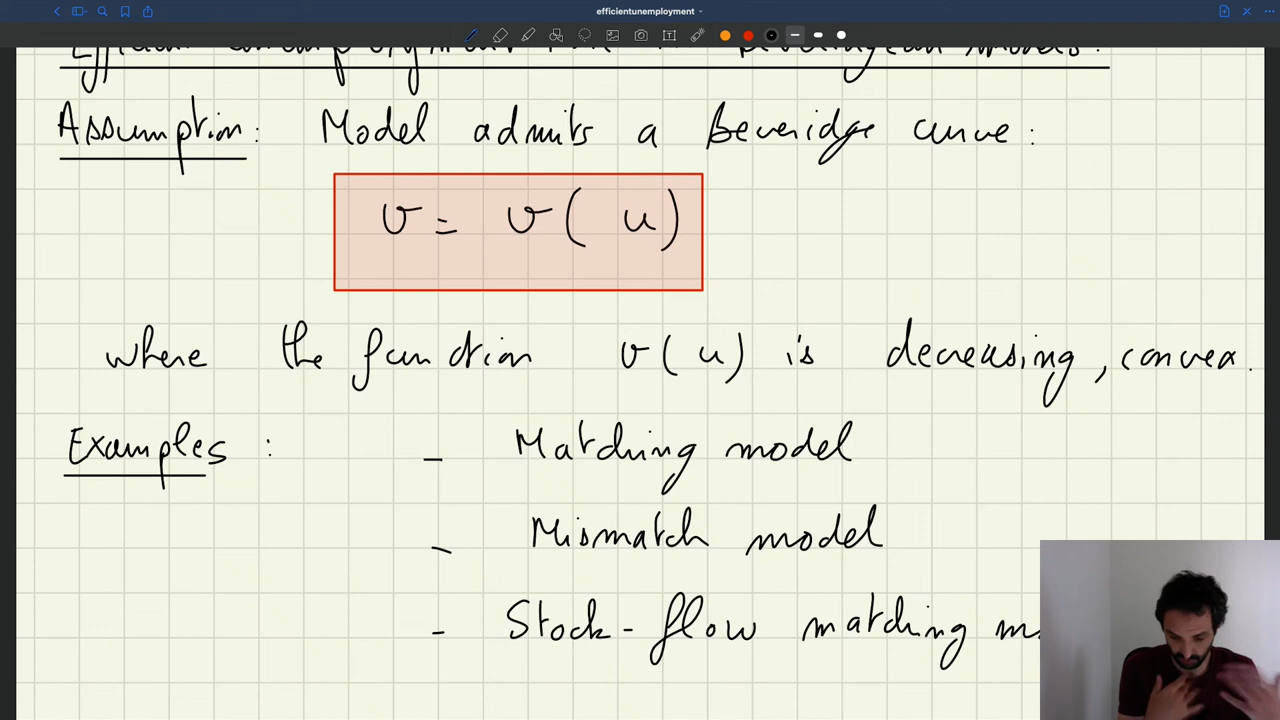 efficientunemployment
Assumption: Model admits a Beveridge curve:
v = v( u)
where the function v(u) is decreasing, convex.
Examples : - Matching model
- Mismatch model
- Stock-flow matching